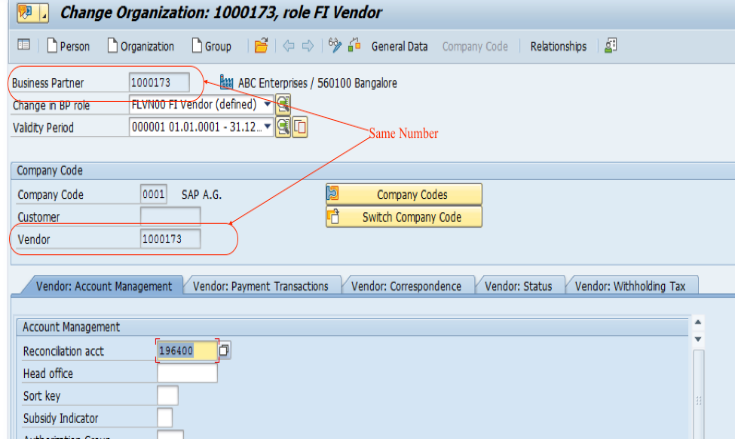 Change Organization: 1000173, role FI Vendor
Person Organization Group General Data Company Code Relationships
Business Partner 1000173 ABC Enterprises / 560100 Bangalore
Change in BP role FLVN00 FI Vendor (defined)
Validity Period 000001 01.01.0001 - 31.12...
Same Number
Company Code
Company Code 0001 SAP A.G. Company Codes
Customer Switch Company Code
Vendor 1000173
Vendor: Account Management Vendor: Payment Transactions Vendor: Correspondence Vendor: Status Vendor: Withholding Tax
Account Management
Reconcilation acct 196400
Head office
Sort key
Subsidy Indicator
Authorization Group